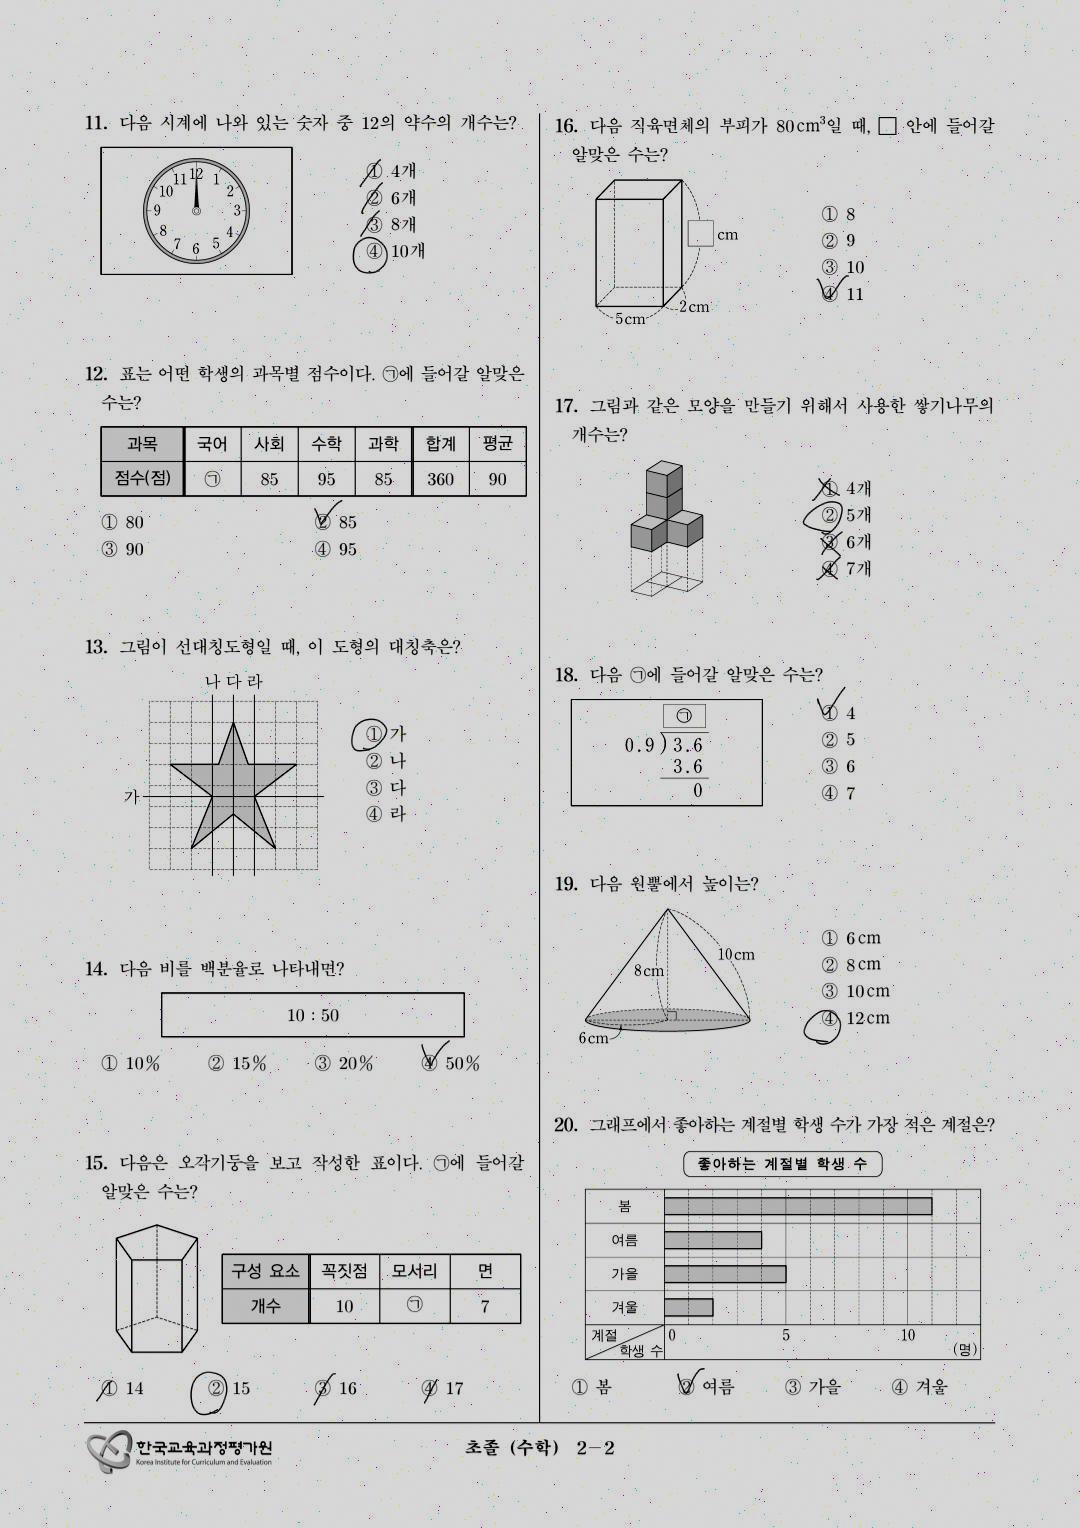 11. 다음 시계에 나와 있는 숫자 중 12의 약수의 개수는?
12 1 2 3 4 5 6 7 8 9 10 11
① 4개
② 6개
③ 8개
④ 10개
12. 표는 어떤 학생의 과목별 점수이다. ㉠에 들어갈 알맞은
수는?
과목 국어 사회 수학 과학 합계 평균
점수(점) ㉠ 85 95 85 360 90
① 80 ② 85
③ 90 ④ 95
13. 그림이 선대칭도형일 때, 이 도형의 대칭축은?
나 다 라
가
① 가
② 나
③ 다
④ 라
14. 다음 비를 백분율로 나타내면?
10 : 50
① 10% ② 15% ③ 20% ④ 50%
15. 다음은 오각기둥을 보고 작성한 표이다. ㉠에 들어갈
알맞은 수는?
구성 요소 꼭짓점 모서리 면
개수 10 ㉠ 7
① 14 ② 15 ③ 16 ④ 17
16. 다음 직육면체의 부피가 80cm³일 때, □ 안에 들어갈
알맞은 수는?
□ cm
2cm
5cm
① 8
② 9
③ 10
④ 11
17. 그림과 같은 모양을 만들기 위해서 사용한 쌓기나무의
개수는?
① 4개
② 5개
③ 6개
④ 7개
18. 다음 ㉠에 들어갈 알맞은 수는?
㉠
0.9 ) 3.6
3.6
0
① 4
② 5
③ 6
④ 7
19. 다음 원뿔에서 높이는?
10cm
8cm
6cm
① 6cm
② 8cm
③ 10cm
④ 12cm
20. 그래프에서 좋아하는 계절별 학생 수가 가장 적은 계절은?
좋아하는 계절별 학생 수
봄
여름
가을
겨울
계절 0 5 10
학생 수 (명)
① 봄 ② 여름 ③ 가을 ④ 겨울
한국교육과정평가원
Korea Institute for Curriculum and Evaluation
초졸 (수학) 2－2